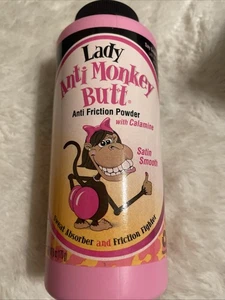 Lady
Anti Monkey
Butt®
Anti Friction Powder
with Calamine
Satin
Smooth
Sweat Absorber and Friction Fighter